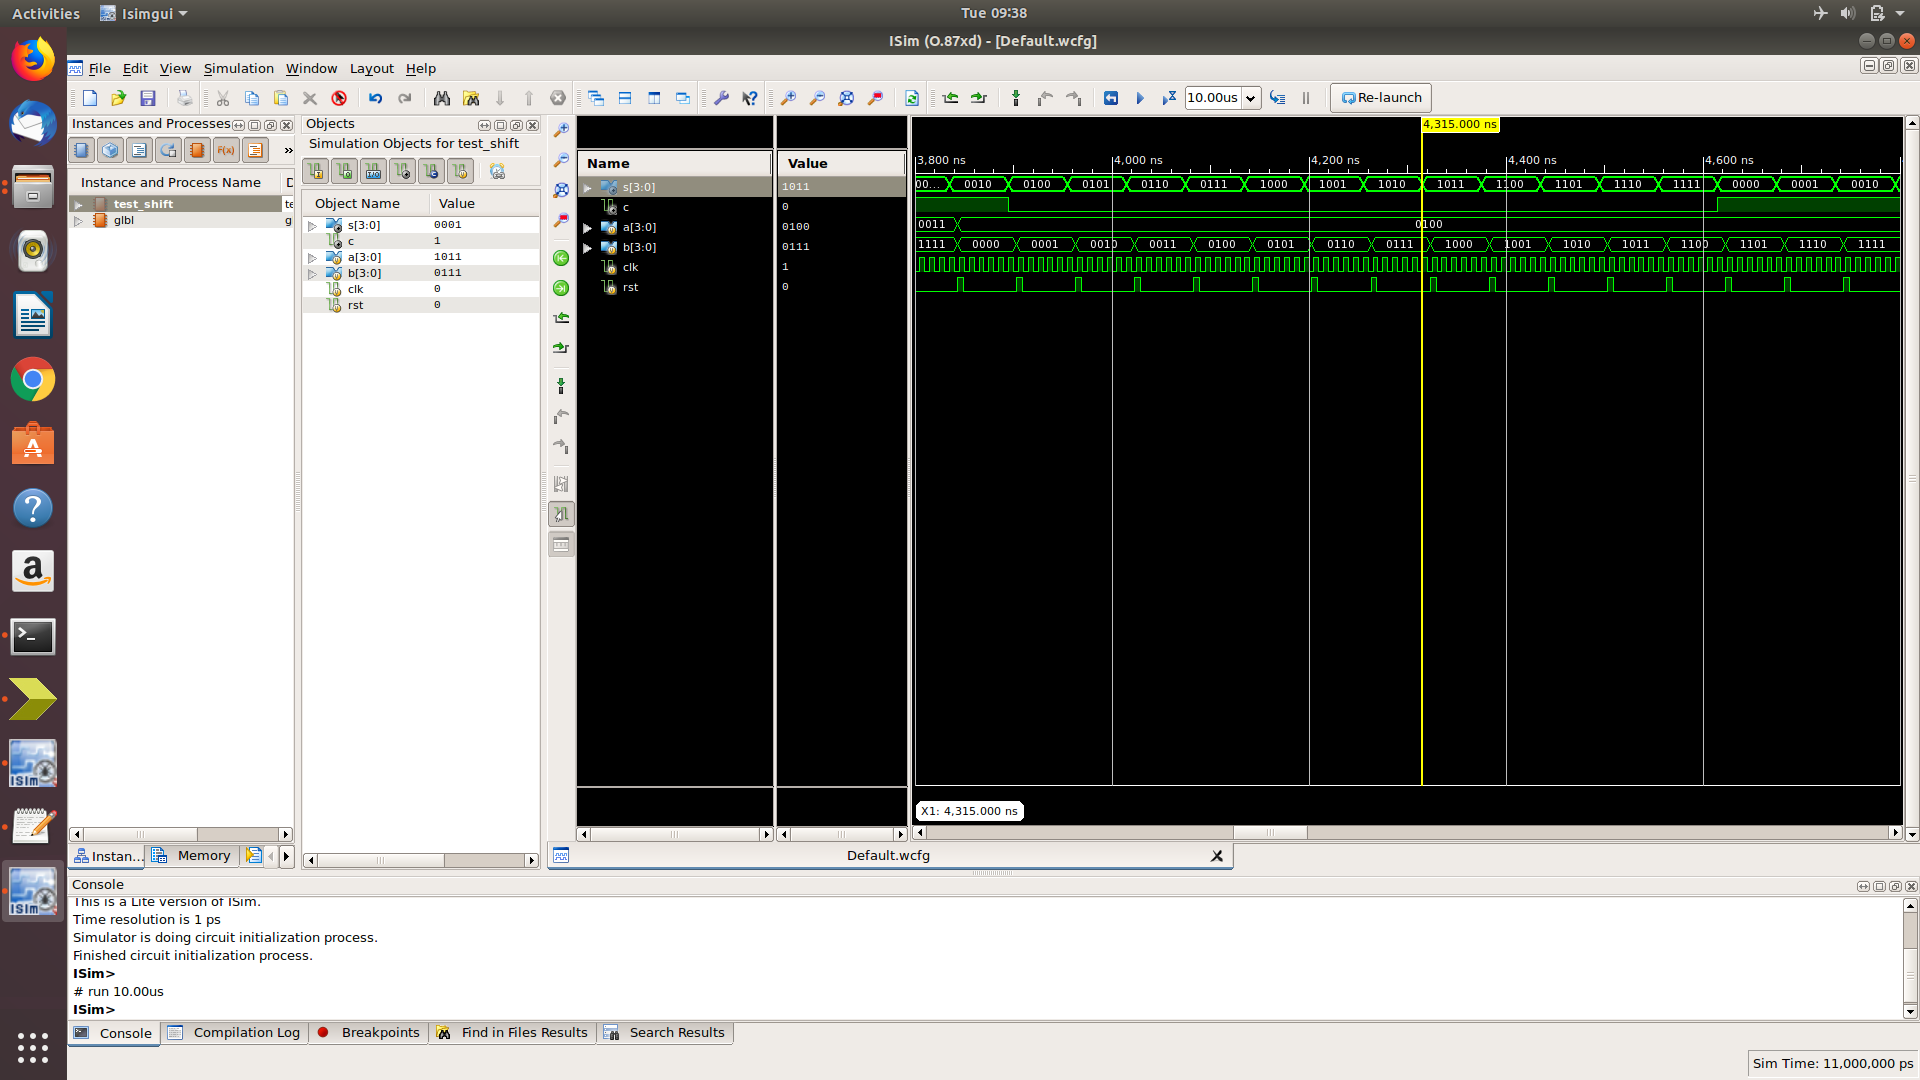 Activities
Isimgui
Tue 09:38
ISim (O.87xd) - [Default.wcfg]
File Edit View Simulation Window Layout Help
10.00us
Re-launch
Instances and Processes
Instance and Process Name D
test_shift te
glbl g
F(x)
»
Instan...
Memory
Objects
Simulation Objects for test_shift
Object Name Value
s[3:0] 0001
c 1
a[3:0] 1011
b[3:0] 0111
clk 0
rst 0
Name Value
s[3:0] 1011
c 0
a[3:0] 0100
b[3:0] 0111
clk 1
rst 0
4,315.000 ns
3,800 ns 4,000 ns 4,200 ns 4,400 ns 4,600 ns
00... 0010 0100 0101 0110 0111 1000 1001 1010 1011 1100 1101 1110 1111 0000 0001 0010
0011 0100
1111 0000 0001 0010 0011 0100 0101 0110 0111 1000 1001 1010 1011 1100 1101 1110 1111
X1: 4,315.000 ns
Default.wcfg
Console
This is a Lite version of ISim.
Time resolution is 1 ps
Simulator is doing circuit initialization process.
Finished circuit initialization process.
ISim>
# run 10.00us
ISim>
Console
Compilation Log
Breakpoints
Find in Files Results
Search Results
Sim Time: 11,000,000 ps
ISim
ISim